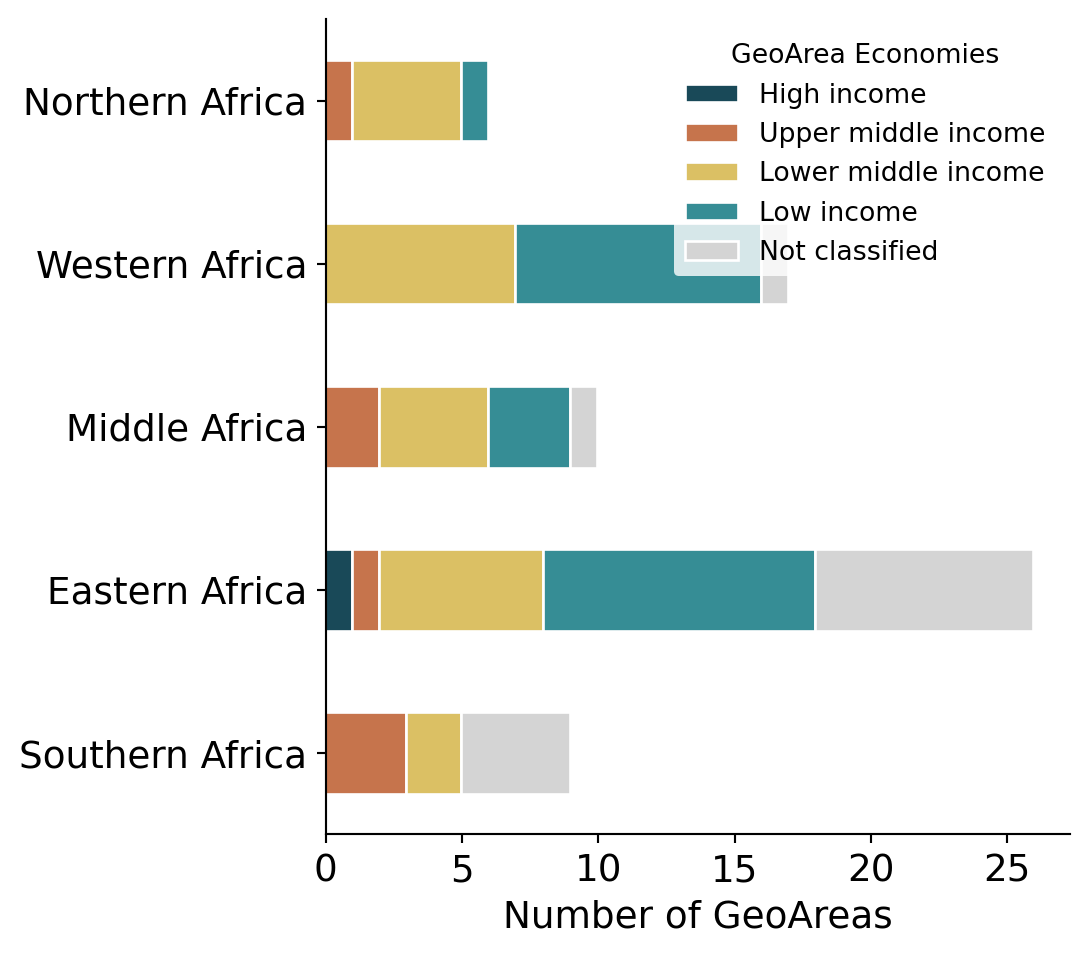 GeoArea Economies
High income
Upper middle income
Lower middle income
Low income
Not classified
Northern Africa
Western Africa
Middle Africa
Eastern Africa
Southern Africa
0 5 10 15 20 25
Number of GeoAreas